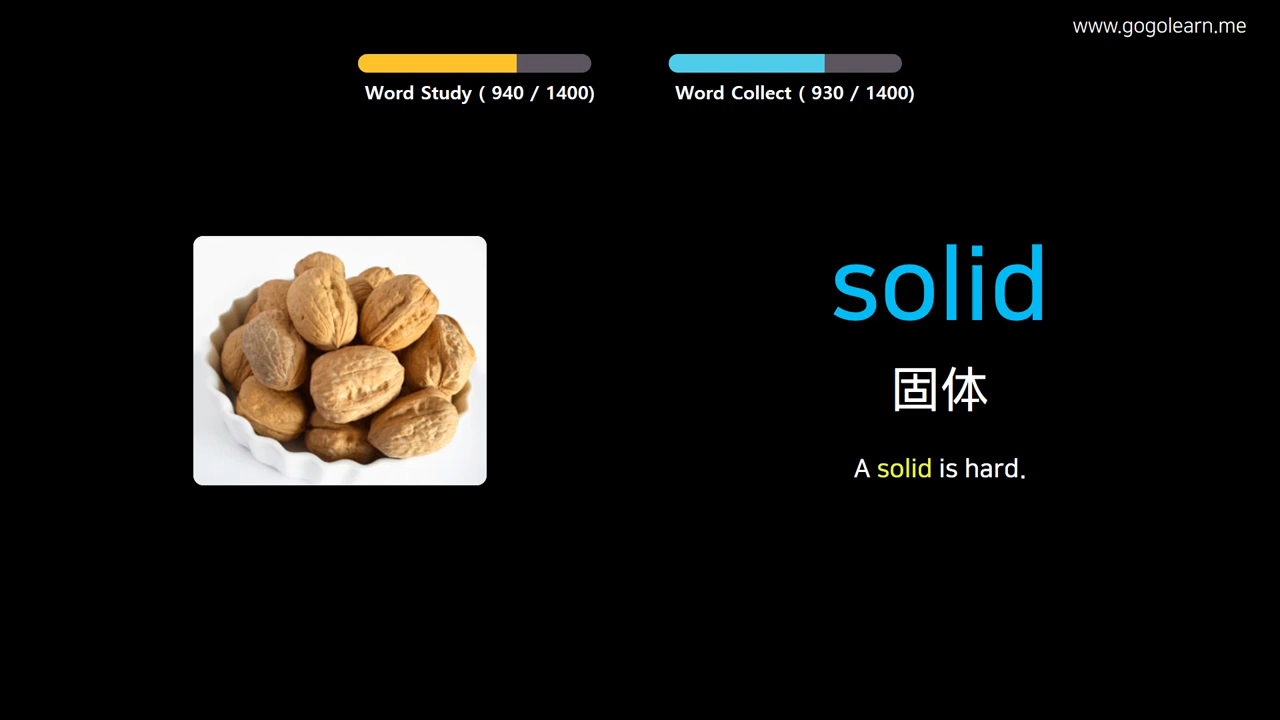 www.gogolearn.me
Word Study ( 940 / 1400)
Word Collect ( 930 / 1400)
solid
固体
A solid is hard.